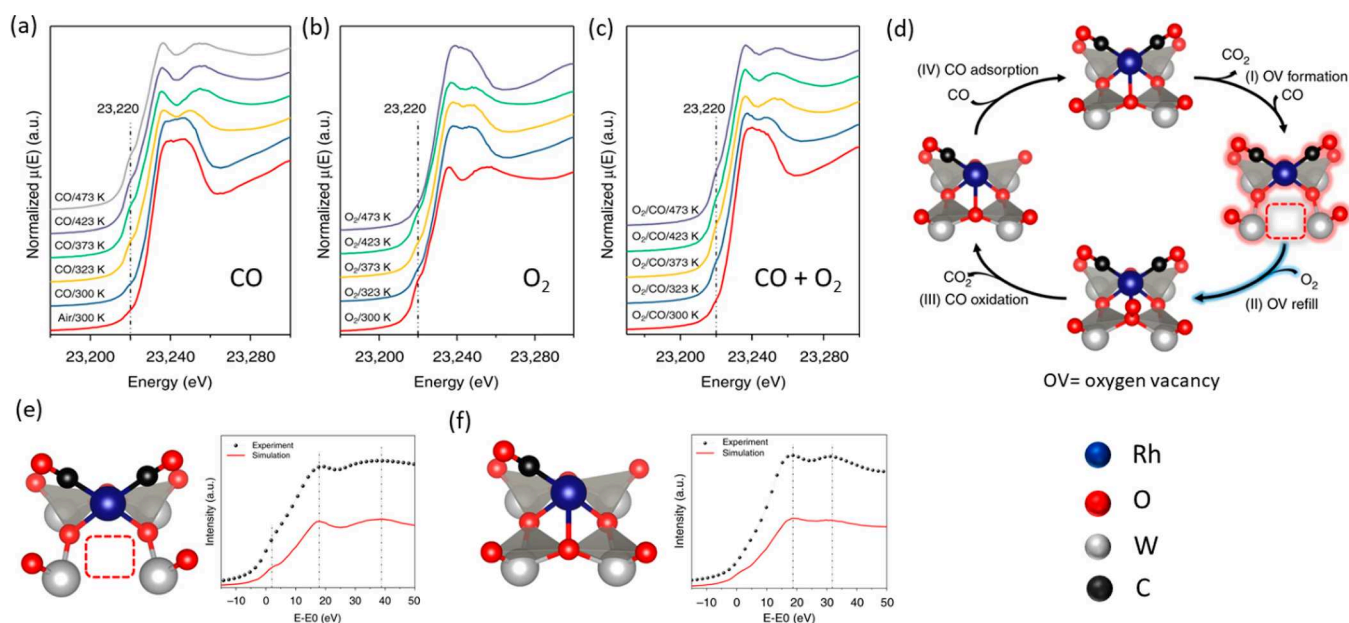 (a)
Normalized μ(E) (a.u.)
23,220
CO/473 K
CO/423 K
CO/373 K
CO/323 K
CO/300 K
Air/300 K
CO
23,200
23,240
23,280
Energy (eV)
(b)
Normalized μ(E) (a.u.)
23,220
O₂/473 K
O₂/423 K
O₂/373 K
O₂/323 K
O₂/300 K
O₂
23,200
23,240
23,280
Energy (eV)
(c)
Normalized μ(E) (a.u.)
23,220
O₂/CO/473 K
O₂/CO/423 K
O₂/CO/373 K
O₂/CO/323 K
O₂/CO/300 K
CO + O₂
23,200
23,240
23,280
Energy (eV)
(d)
(IV) CO adsorption
CO
CO₂
(I) OV formation
CO
O₂
(II) OV refill
CO₂
(III) CO oxidation
OV= oxygen vacancy
(e)
Intensity (a.u.)
Experiment
Simulation
−10 0 10 20 30 40 50
E-E0 (eV)
(f)
Intensity (a.u.)
Experiment
Simulation
−10 0 10 20 30 40 50
E-E0 (eV)
Rh
O
W
C